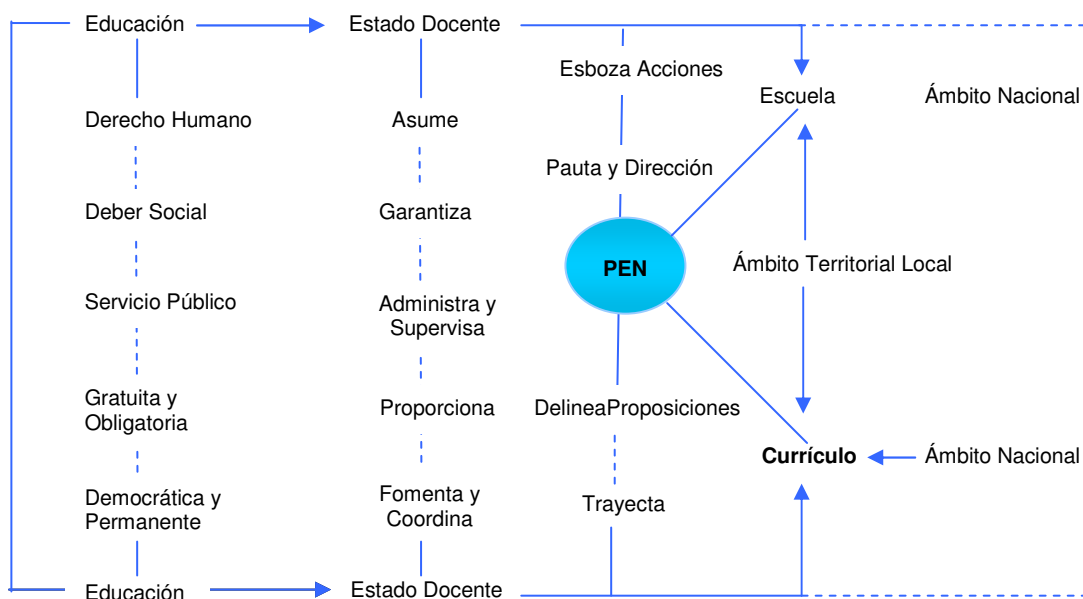 Educación
Estado Docente
Esboza Acciones
Escuela
Ámbito Nacional
Derecho Humano
Asume
Pauta y Dirección
Deber Social
Garantiza
PEN
Ámbito Territorial Local
Servicio Público
Administra y
Supervisa
Gratuita y
Obligatoria
Proporciona
DelineaProposiciones
Currículo
Ámbito Nacional
Democrática y
Permanente
Fomenta y
Coordina
Trayecta
Educación
Estado Docente